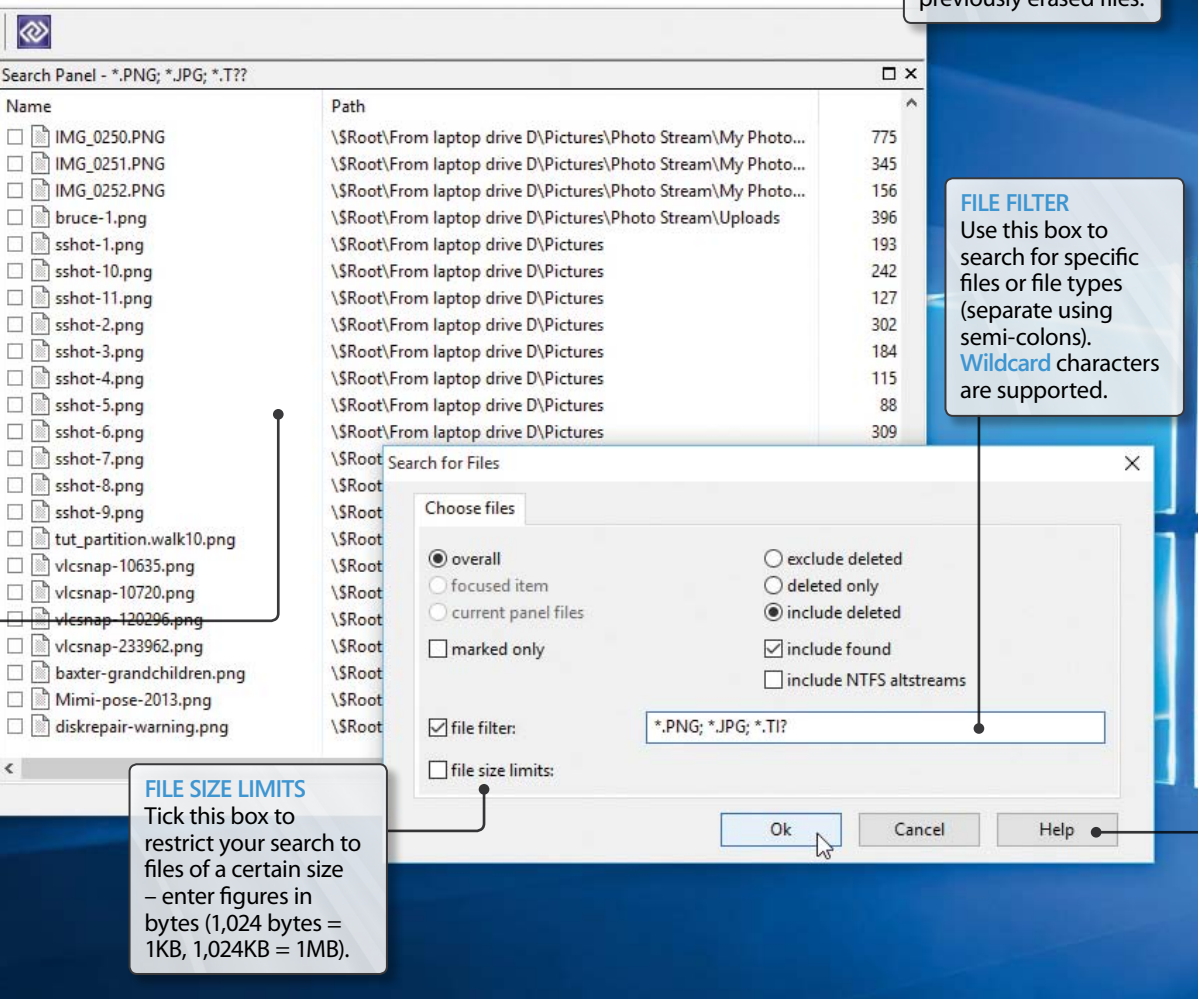 previously erased files.
Search Panel - *.PNG; *.JPG; *.T??
Name Path
IMG_0250.PNG \$Root\From laptop drive D\Pictures\Photo Stream\My Photo... 775
IMG_0251.PNG \$Root\From laptop drive D\Pictures\Photo Stream\My Photo... 345
IMG_0252.PNG \$Root\From laptop drive D\Pictures\Photo Stream\My Photo... 156
bruce-1.png \$Root\From laptop drive D\Pictures\Photo Stream\Uploads 396
sshot-1.png \$Root\From laptop drive D\Pictures 193
sshot-10.png \$Root\From laptop drive D\Pictures 242
sshot-11.png \$Root\From laptop drive D\Pictures 127
sshot-2.png \$Root\From laptop drive D\Pictures 302
sshot-3.png \$Root\From laptop drive D\Pictures 184
sshot-4.png \$Root\From laptop drive D\Pictures 115
sshot-5.png \$Root\From laptop drive D\Pictures 88
sshot-6.png \$Root\From laptop drive D\Pictures 309
sshot-7.png \$Root
sshot-8.png \$Root
sshot-9.png \$Root
tut_partition.walk10.png \$Root
vlcsnap-10635.png \$Root
vlcsnap-10720.png \$Root
vlcsnap-120296.png \$Root
vlcsnap-233962.png \$Root
baxter-grandchildren.png \$Root
Mimi-pose-2013.png \$Root
diskrepair-warning.png \$Root
FILE FILTER
Use this box to
search for specific
files or file types
(separate using
semi-colons).
Wildcard characters
are supported.
Search for Files
Choose files
overall
focused item
current panel files
marked only
exclude deleted
deleted only
include deleted
include found
include NTFS altstreams
file filter: *.PNG; *.JPG; *.TI?
file size limits:
Ok Cancel Help
FILE SIZE LIMITS
Tick this box to
restrict your search to
files of a certain size
– enter figures in
bytes (1,024 bytes =
1KB, 1,024KB = 1MB).